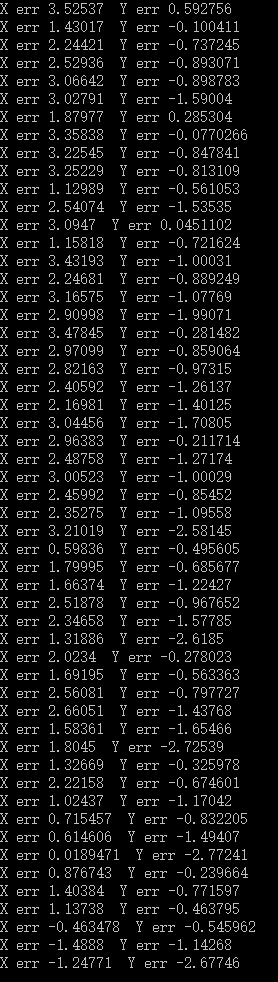 X err 3.52537  Y err 0.592756
X err 1.43017  Y err -0.100411
X err 2.24421  Y err -0.737245
X err 2.52936  Y err -0.893071
X err 3.06642  Y err -0.898783
X err 3.02791  Y err -1.59004
X err 1.87977  Y err 0.285304
X err 3.35838  Y err -0.0770266
X err 3.22545  Y err -0.847841
X err 3.25229  Y err -0.813109
X err 1.12989  Y err -0.561053
X err 2.54074  Y err -1.53535
X err 3.0947  Y err 0.0451102
X err 1.15818  Y err -0.721624
X err 3.43193  Y err -1.00031
X err 2.24681  Y err -0.889249
X err 3.16575  Y err -1.07769
X err 2.90998  Y err -1.99071
X err 3.47845  Y err -0.281482
X err 2.97099  Y err -0.859064
X err 2.82163  Y err -0.97315
X err 2.40592  Y err -1.26137
X err 2.16981  Y err -1.40125
X err 3.04456  Y err -1.70805
X err 2.96383  Y err -0.211714
X err 2.48758  Y err -1.27174
X err 3.00523  Y err -1.00029
X err 2.45992  Y err -0.85452
X err 2.35275  Y err -1.09558
X err 3.21019  Y err -2.58145
X err 0.59836  Y err -0.495605
X err 1.79995  Y err -0.685677
X err 1.66374  Y err -1.22427
X err 2.51878  Y err -0.967652
X err 2.34658  Y err -1.57785
X err 1.31886  Y err -2.6185
X err 2.0234  Y err -0.278023
X err 1.69195  Y err -0.563363
X err 2.56081  Y err -0.797727
X err 2.66051  Y err -1.43768
X err 1.58361  Y err -1.65466
X err 1.8045  Y err -2.72539
X err 1.32669  Y err -0.325978
X err 2.22158  Y err -0.674601
X err 1.02437  Y err -1.17042
X err 0.715457  Y err -0.832205
X err 0.614606  Y err -1.49407
X err 0.0189471  Y err -2.77241
X err 0.876743  Y err -0.239664
X err 1.40384  Y err -0.771597
X err 1.13738  Y err -0.463795
X err -0.463478  Y err -0.545962
X err -1.4888  Y err -1.14268
X err -1.24771  Y err -2.67746